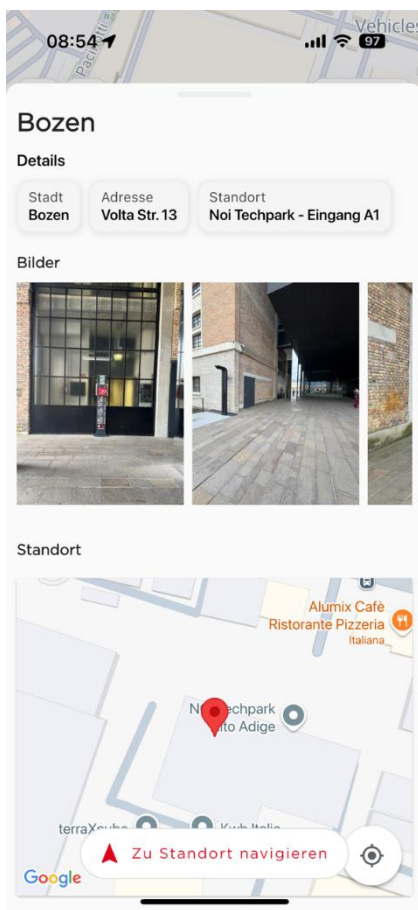 Vehicles
08:54
97
Bozen
Details
Stadt
Bozen
Adresse
Volta Str. 13
Standort
Noi Techpark - Eingang A1
Bilder
Standort
Alumix Cafè
Ristorante Pizzeria
Italiana
Google
Zu Standort navigieren